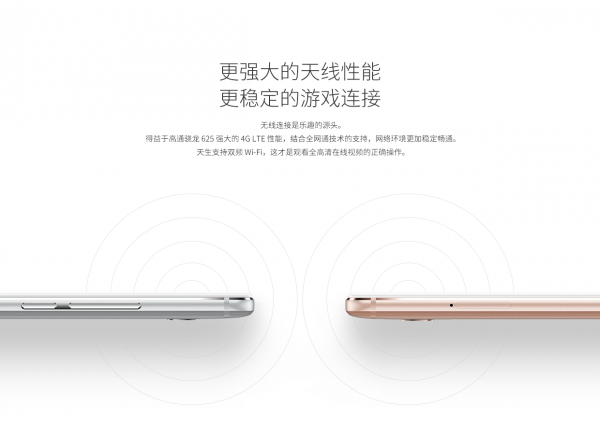 更强大的天线性能
更稳定的游戏连接
无线连接是乐趣的源头。
得益于高通骁龙 625 强大的 4G LTE 性能，结合全网通技术的支持，网络环境更加稳定畅通。
天生支持双频 Wi-Fi，这才是观看全高清在线视频的正确操作。